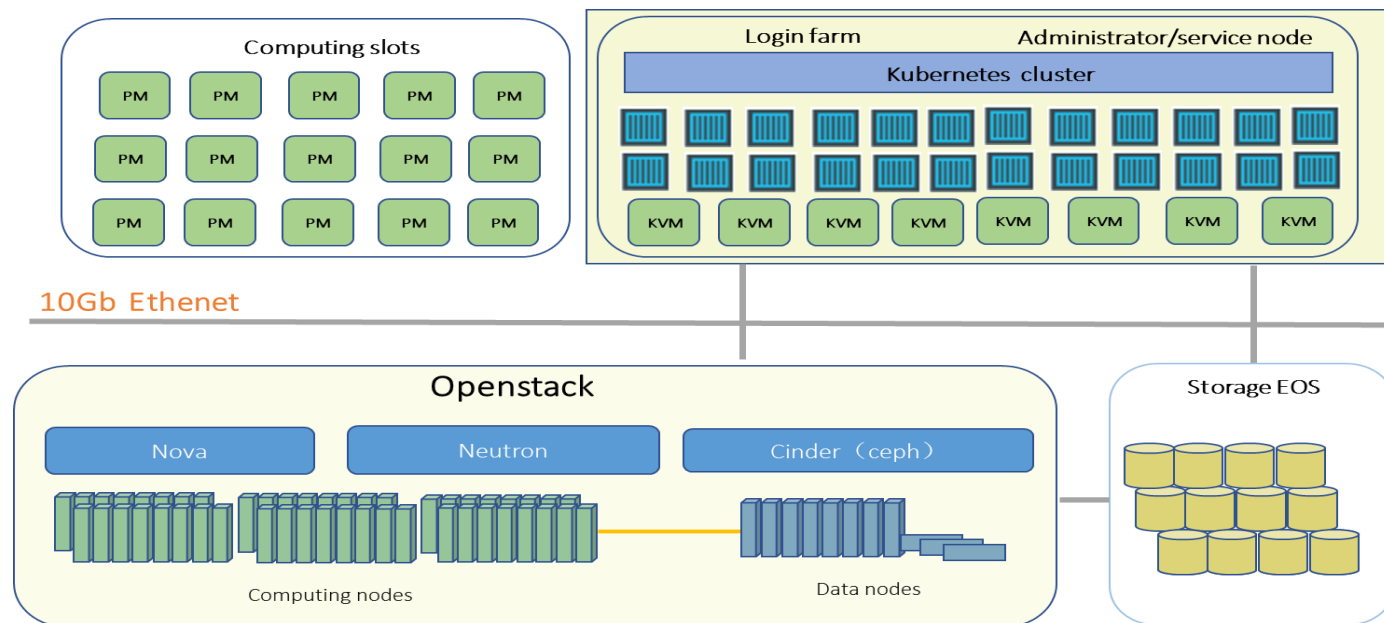 Computing slots
PM PM PM PM PM
PM PM PM PM PM
PM PM PM PM PM
Login farm Administrator/service node
Kubernetes cluster
KVM KVM KVM KVM KVM KVM KVM KVM
10Gb Ethenet
Openstack
Nova Neutron Cinder（ceph）
Computing nodes Data nodes
Storage EOS